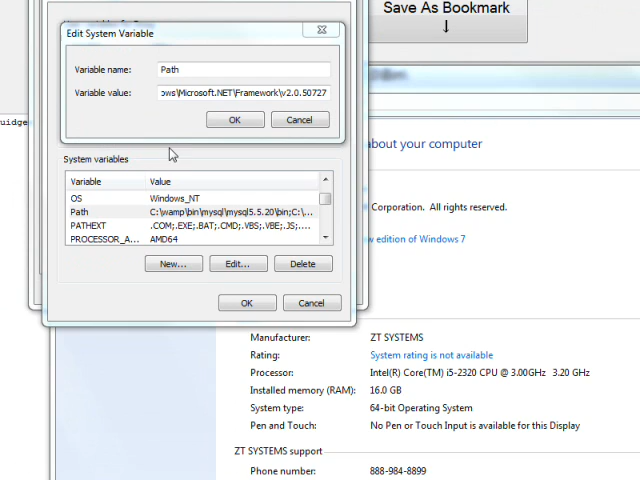 Save As Bookmark
↓
Edit System Variable
Variable name: Path
Variable value: ows\Microsoft.NET\Framework\v2.0.50727
OK Cancel
uidge
about your computer
System variables
Variable Value
OS Windows_NT
Path C:\wamp\bin\mysql\mysql5.5.20\bin;C:\...
PATHEXT .COM;.EXE;.BAT;.CMD;.VBS;.VBE;.JS;....
PROCESSOR_A... AMD64
Corporation. All rights reserved.
w edition of Windows 7
New... Edit... Delete
OK Cancel
Manufacturer: ZT SYSTEMS
Rating: System rating is not available
Processor: Intel(R) Core(TM) i5-2320 CPU @ 3.00GHz 3.20 GHz
Installed memory (RAM): 16.0 GB
System type: 64-bit Operating System
Pen and Touch: No Pen or Touch Input is available for this Display
ZT SYSTEMS support
Phone number: 888-984-8899